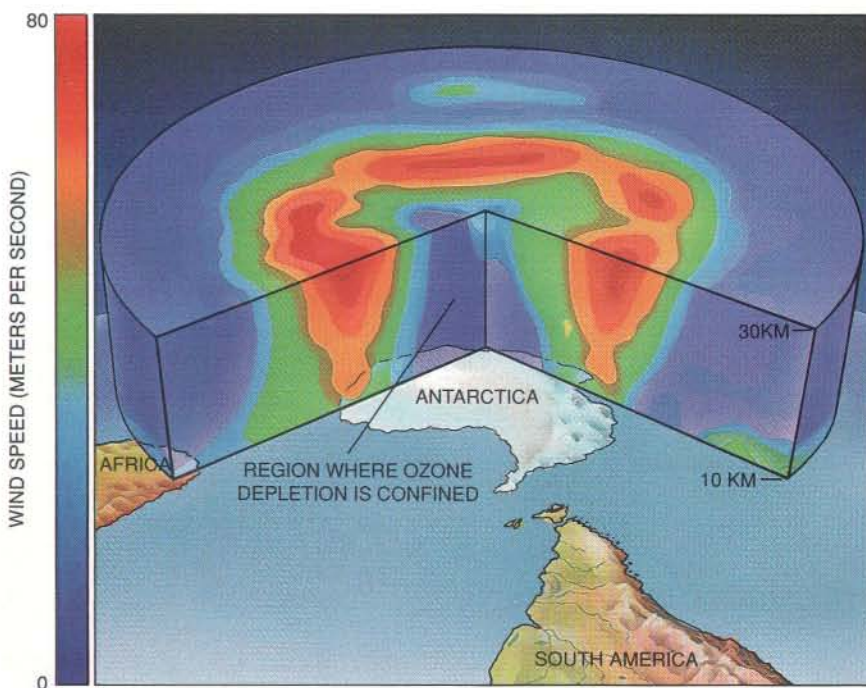 80
WIND SPEED (METERS PER SECOND)
0
30KM
ANTARCTICA
AFRICA
REGION WHERE OZONE
DEPLETION IS CONFINED
10 KM
SOUTH AMERICA